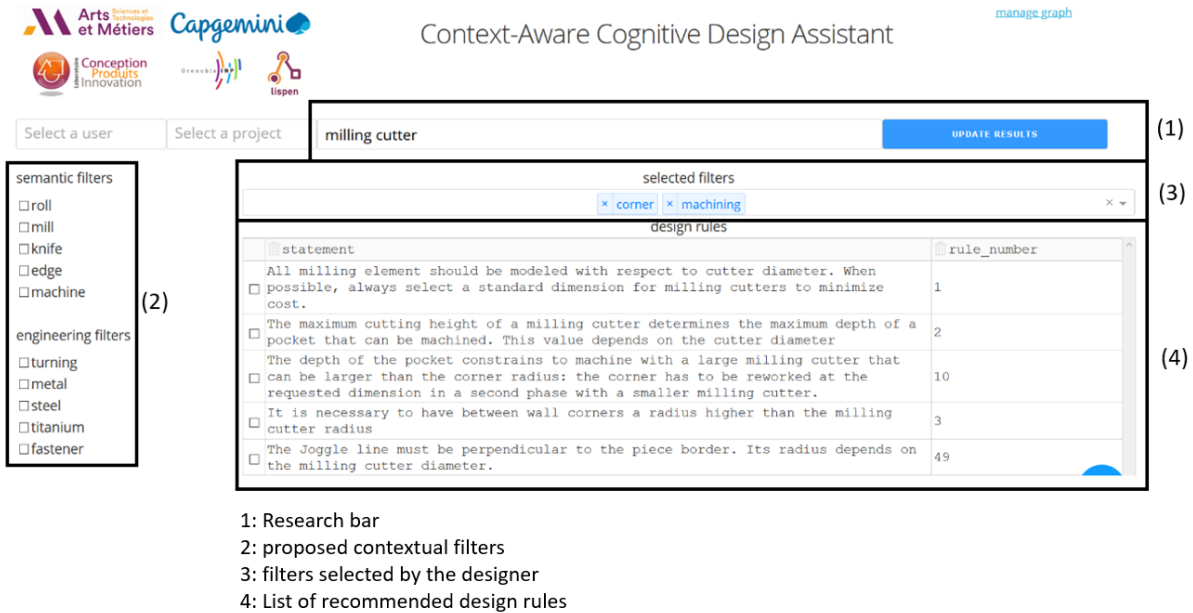 Arts Sciences et Technologies et Métiers
Capgemini
manage graph
Context-Aware Cognitive Design Assistant
Laboratoire Conception Produits Innovation
Grenoble INP
lispen
Select a user
Select a project
milling cutter
UPDATE RESULTS
(1)
semantic filters
roll
mill
knife
edge
machine
(2)
engineering filters
turning
metal
steel
titanium
fastener
selected filters
× corner × machining
(3)
design rules
statement
rule_number
All milling element should be modeled with respect to cutter diameter. When
possible, always select a standard dimension for milling cutters to minimize
cost.
1
The maximum cutting height of a milling cutter determines the maximum depth of a
pocket that can be machined. This value depends on the cutter diameter
2
The depth of the pocket constrains to machine with a large milling cutter that
can be larger than the corner radius: the corner has to be reworked at the
requested dimension in a second phase with a smaller milling cutter.
10
It is necessary to have between wall corners a radius higher than the milling
cutter radius
3
The Joggle line must be perpendicular to the piece border. Its radius depends on
the milling cutter diameter.
49
(4)
1: Research bar
2: proposed contextual filters
3: filters selected by the designer
4: List of recommended design rules